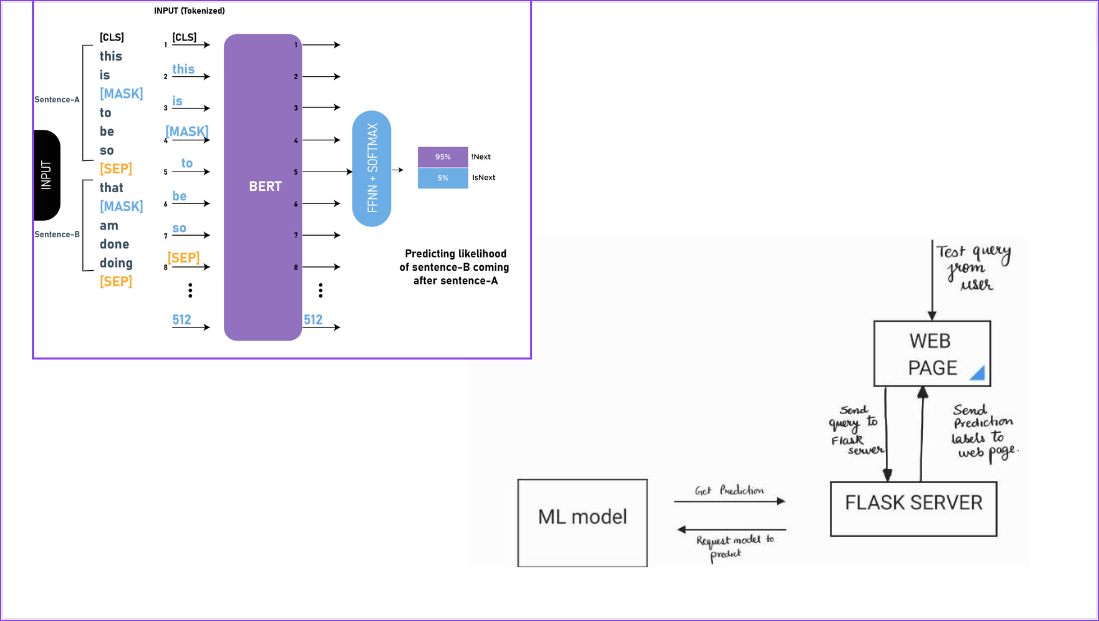 INPUT (Tokenized)
[CLS]
this
is
[MASK]
to
be
so
[SEP]
that
[MASK]
am
done
doing
[SEP]
Sentence-A
Sentence-B
INPUT
1 [CLS]
2 this
3 is
4 [MASK]
5 to
6 be
7 so
8 [SEP]
512
BERT
1
2
3
4
5
6
7
8
512
FFNN + SOFTMAX
95% !Next
5% IsNext
Predicting likelihood
of sentence-B coming
after sentence-A
Test query
from
user
WEB
PAGE
Send
query to
Flask
server
Send
Prediction
labels to
web page.
FLASK SERVER
ML model
Get Prediction
Request model to
predict